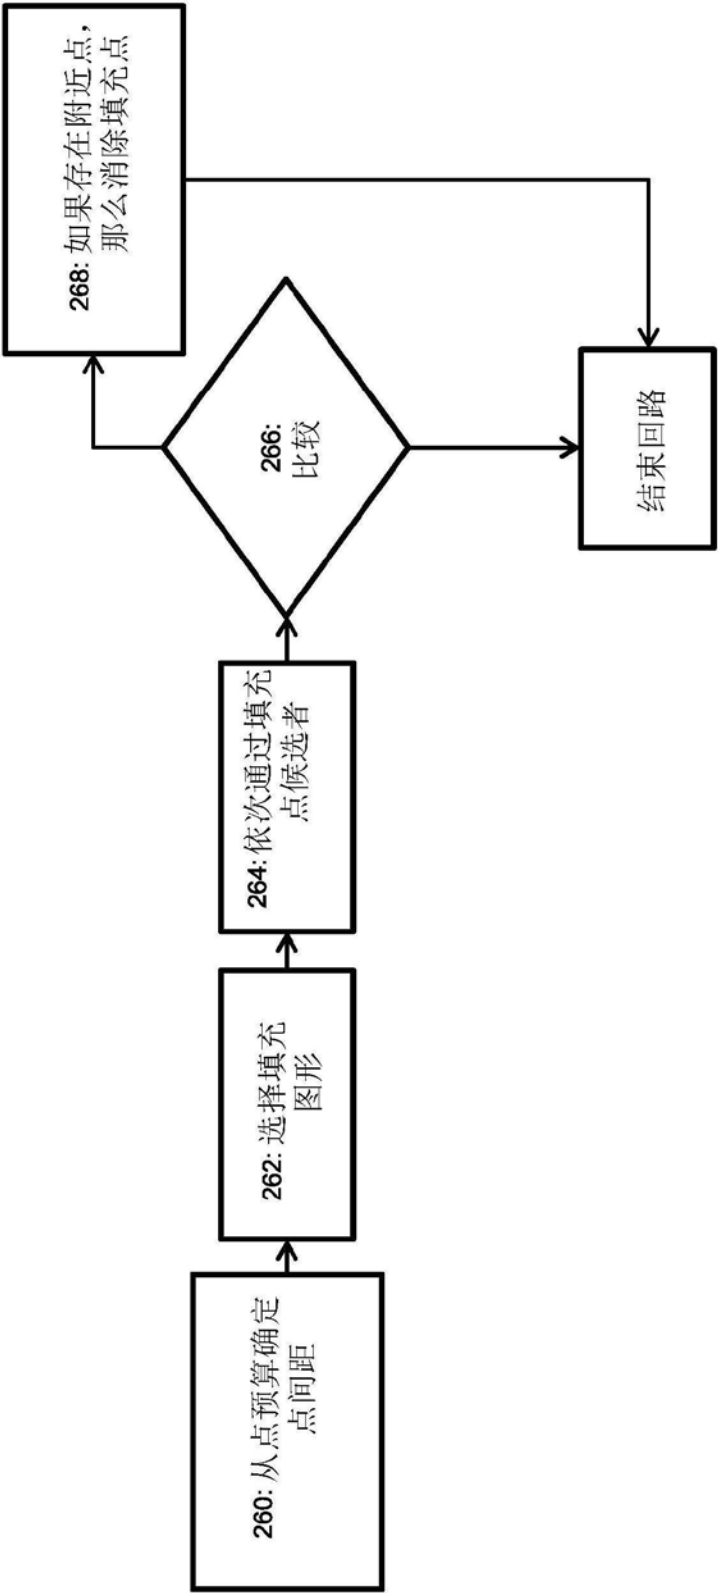 260: 从点预算确定
点间距
262: 选择填充
图形
264: 依次通过填充
点候选者
266:
比较
268: 如果存在附近点，
那么消除填充点
结束回路